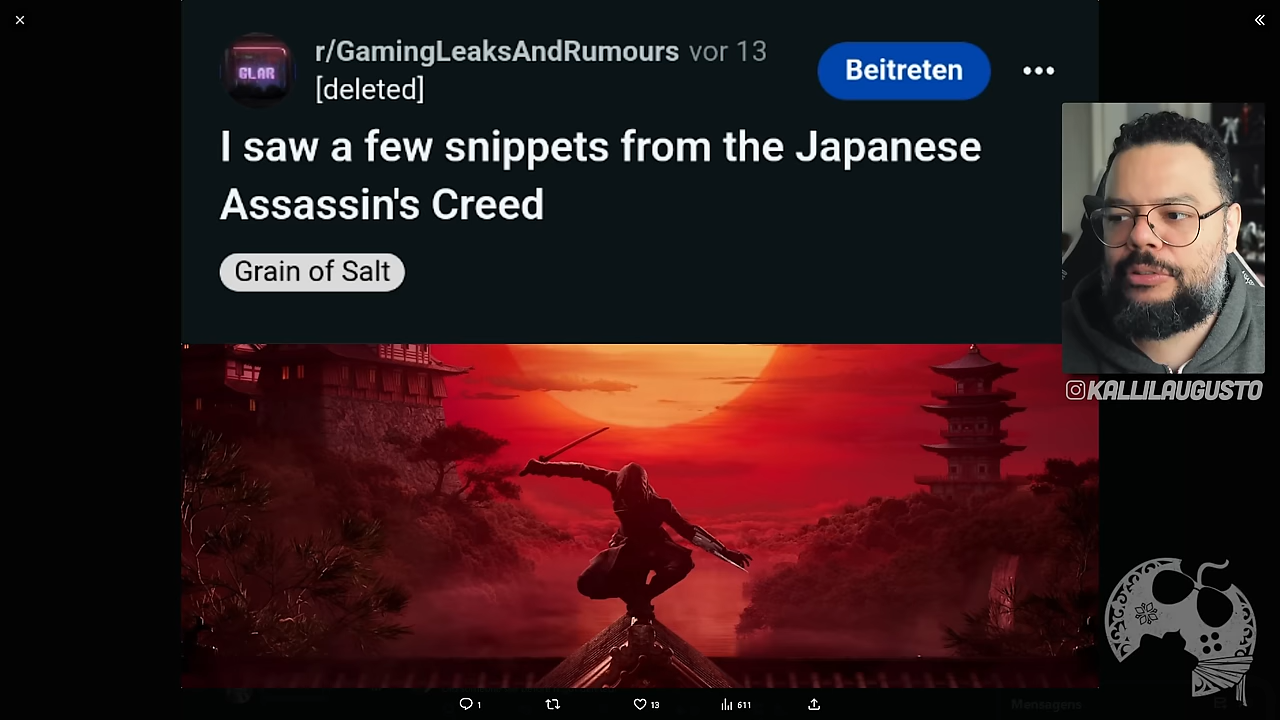 r/GamingLeaksAndRumours vor 13
[deleted]
Beitreten
I saw a few snippets from the Japanese
Assassin's Creed
Grain of Salt
GLAR
KALLILAUGUSTO
1
13
611
Mensagens